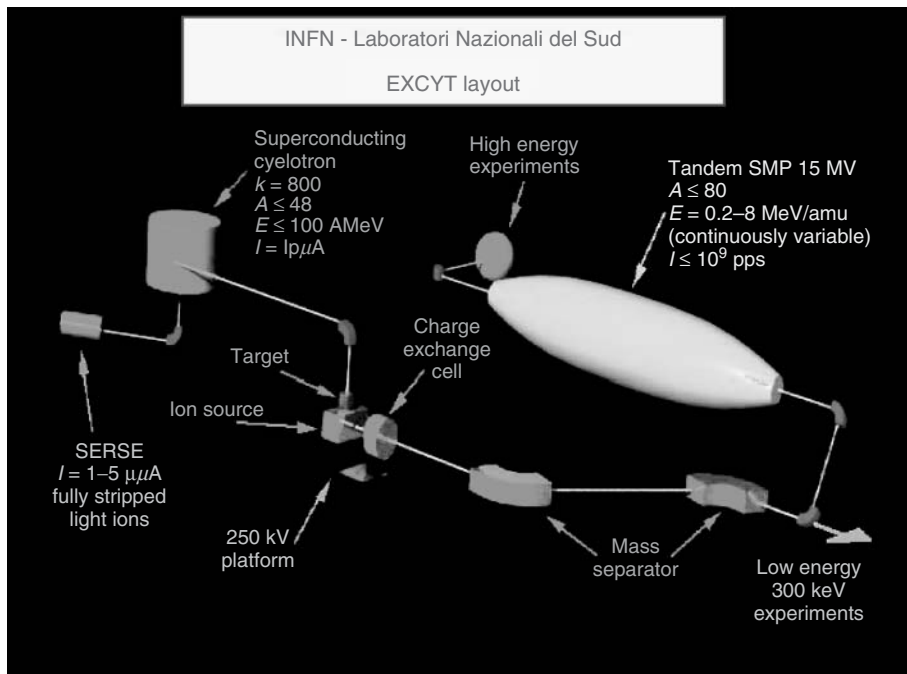 INFN - Laboratori Nazionali del Sud
EXCYT layout
Superconducting
cyelotron
k = 800
A ≤ 48
E ≤ 100 AMeV
I = IpμA
High energy
experiments
Tandem SMP 15 MV
A ≤ 80
E = 0.2–8 MeV/amu
(continuously variable)
I ≤ 10⁹ pps
Charge
exchange
cell
Target
Ion source
SERSE
I = 1–5 μμA
fully stripped
light ions
250 kV
platform
Mass
separator
Low energy
300 keV
experiments